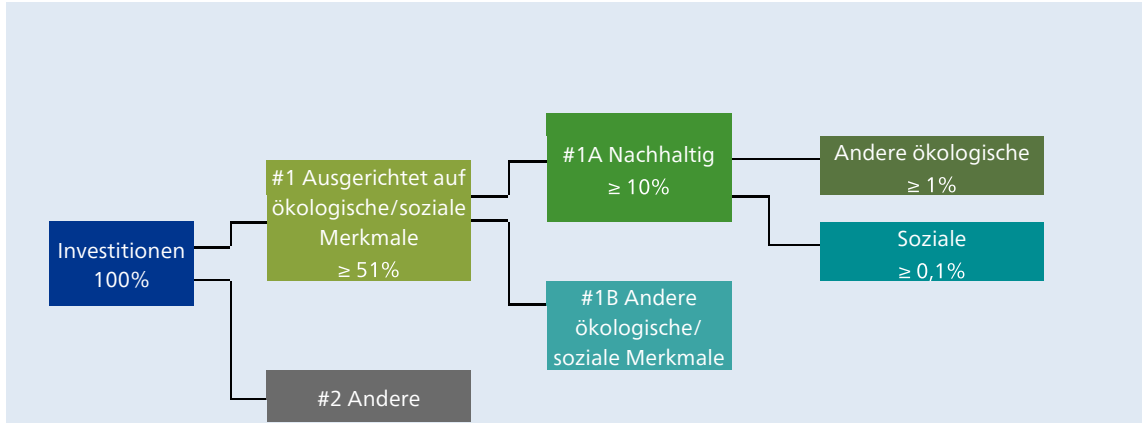 Investitionen
100%
#1 Ausgerichtet auf
ökologische/soziale
Merkmale
≥ 51%
#2 Andere
#1A Nachhaltig
≥ 10%
#1B Andere
ökologische/
soziale Merkmale
Andere ökologische
≥ 1%
Soziale
≥ 0,1%